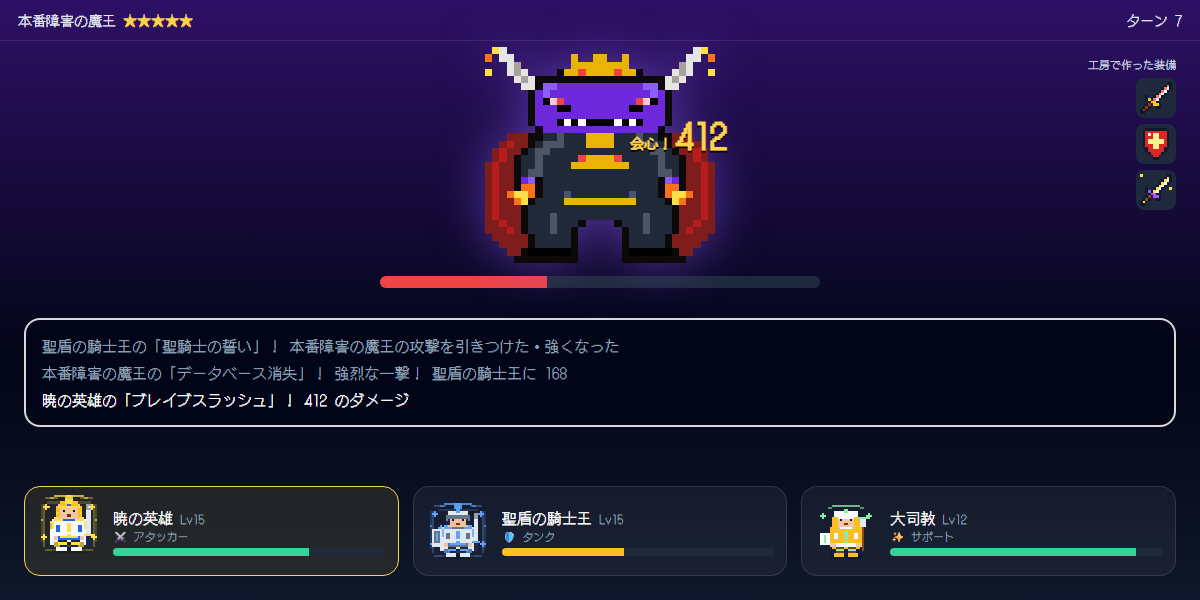 本番障害の魔王 ★★★★★
ターン 7
工房で作った装備
会心！412
聖盾の騎士王の「聖騎士の誓い」！ 本番障害の魔王の攻撃を引きつけた・強くなった
本番障害の魔王の「データベース消失」！ 強烈な一撃！ 聖盾の騎士王に 168
暁の英雄の「ブレイブスラッシュ」！ 412 のダメージ
暁の英雄 Lv15
アタッカー
聖盾の騎士王 Lv15
タンク
大司教 Lv12
サポート